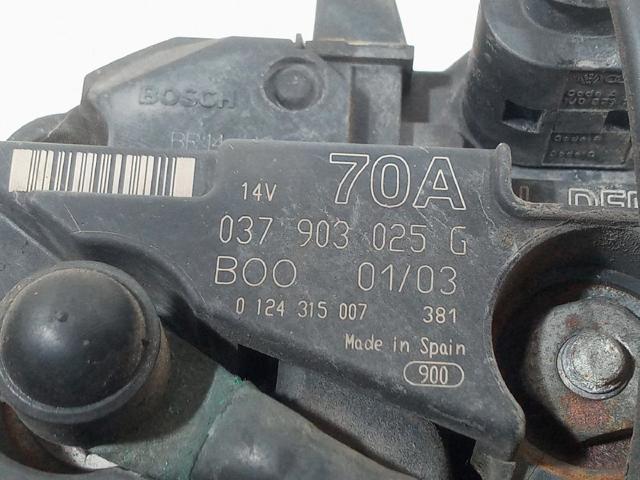 BOSCH
14V 70A
037 903 025 G
BOO 01/03
0 124 315 007 381
Made in Spain
900